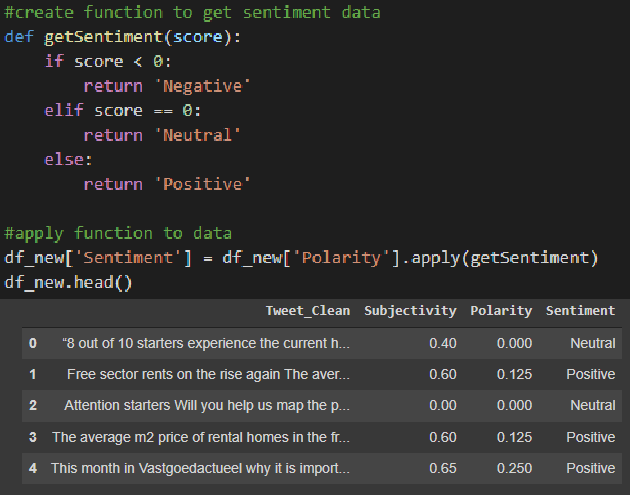 #create function to get sentiment data
def getSentiment(score):
    if score < 0:
        return 'Negative'
    elif score == 0:
        return 'Neutral'
    else:
        return 'Positive'

#apply function to data
df_new['Sentiment'] = df_new['Polarity'].apply(getSentiment)
df_new.head()
Tweet_Clean Subjectivity Polarity Sentiment
0 “8 out of 10 starters experience the current h... 0.40 0.000 Neutral
1 Free sector rents on the rise again The aver... 0.60 0.125 Positive
2 Attention starters Will you help us map the p... 0.00 0.000 Neutral
3 The average m2 price of rental homes in the fr... 0.60 0.125 Positive
4 This month in Vastgoedactueel why it is import... 0.65 0.250 Positive